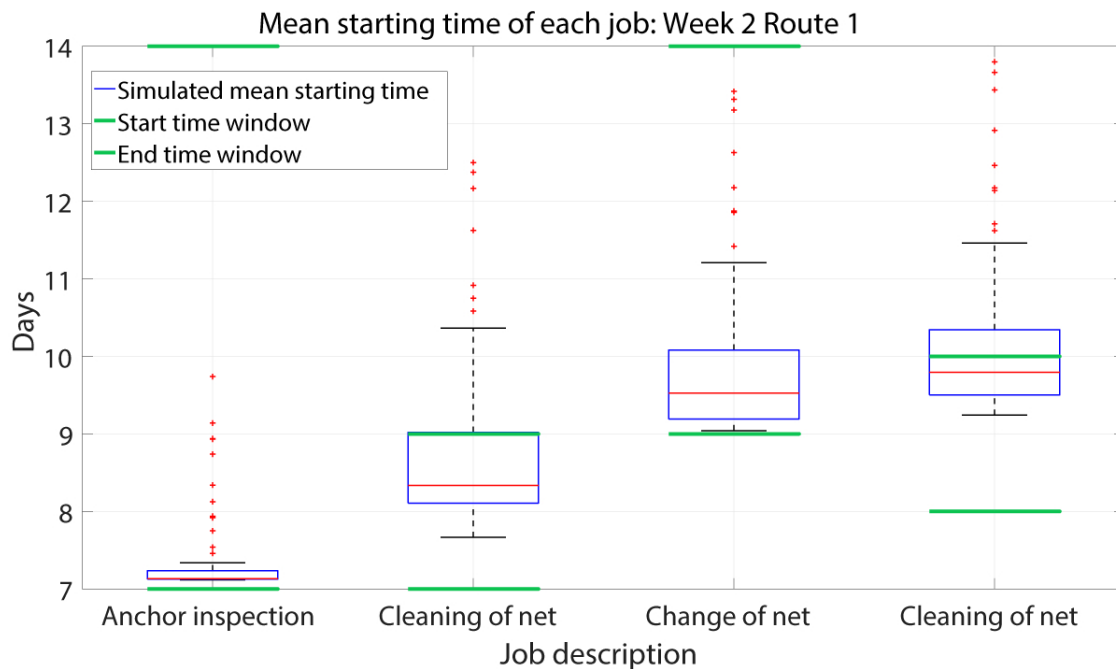 Mean starting time of each job: Week 2 Route 1
14
13
12
11
10
9
8
7
Days
Simulated mean starting time
Start time window
End time window
Anchor inspection
Cleaning of net
Change of net
Cleaning of net
Job description